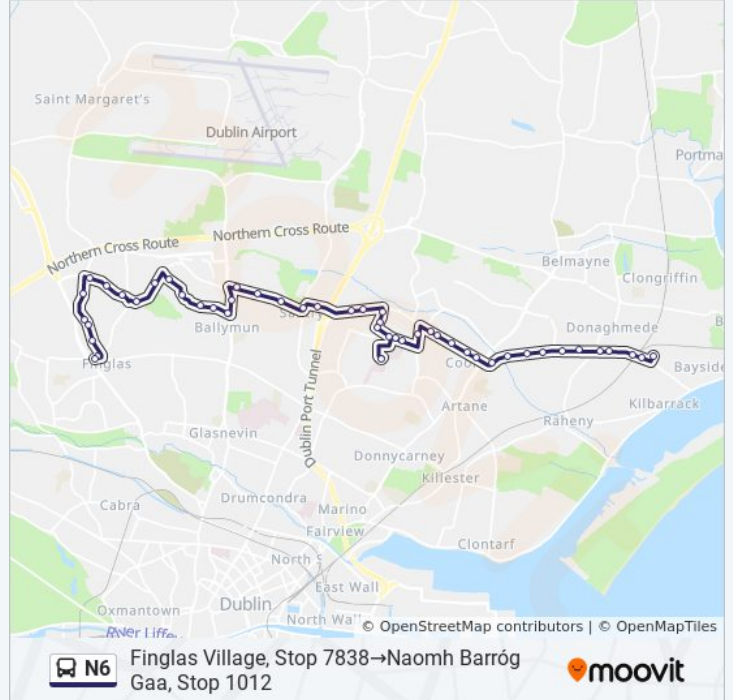 Saint Margaret's
Dublin Airport
Portma
Northern Cross Route
Northern Cross Route
Belmayne
Clongriffin
Ballymun
Donaghmede
Finglas
Bayside
Dublin Port Tunnel
Artane
Kilbarrack
Raheny
Glasnevin
Donnycarney
Killester
Cabra
Drumcondra
Marino
Fairview
Clontarf
North S
East Wall
Oxmantown
Dublin
North Wa
River Liffey
© OpenStreetMap contributors | © OpenMapTiles
N6
Finglas Village, Stop 7838→Naomh Barróg
Gaa, Stop 1012
moovit